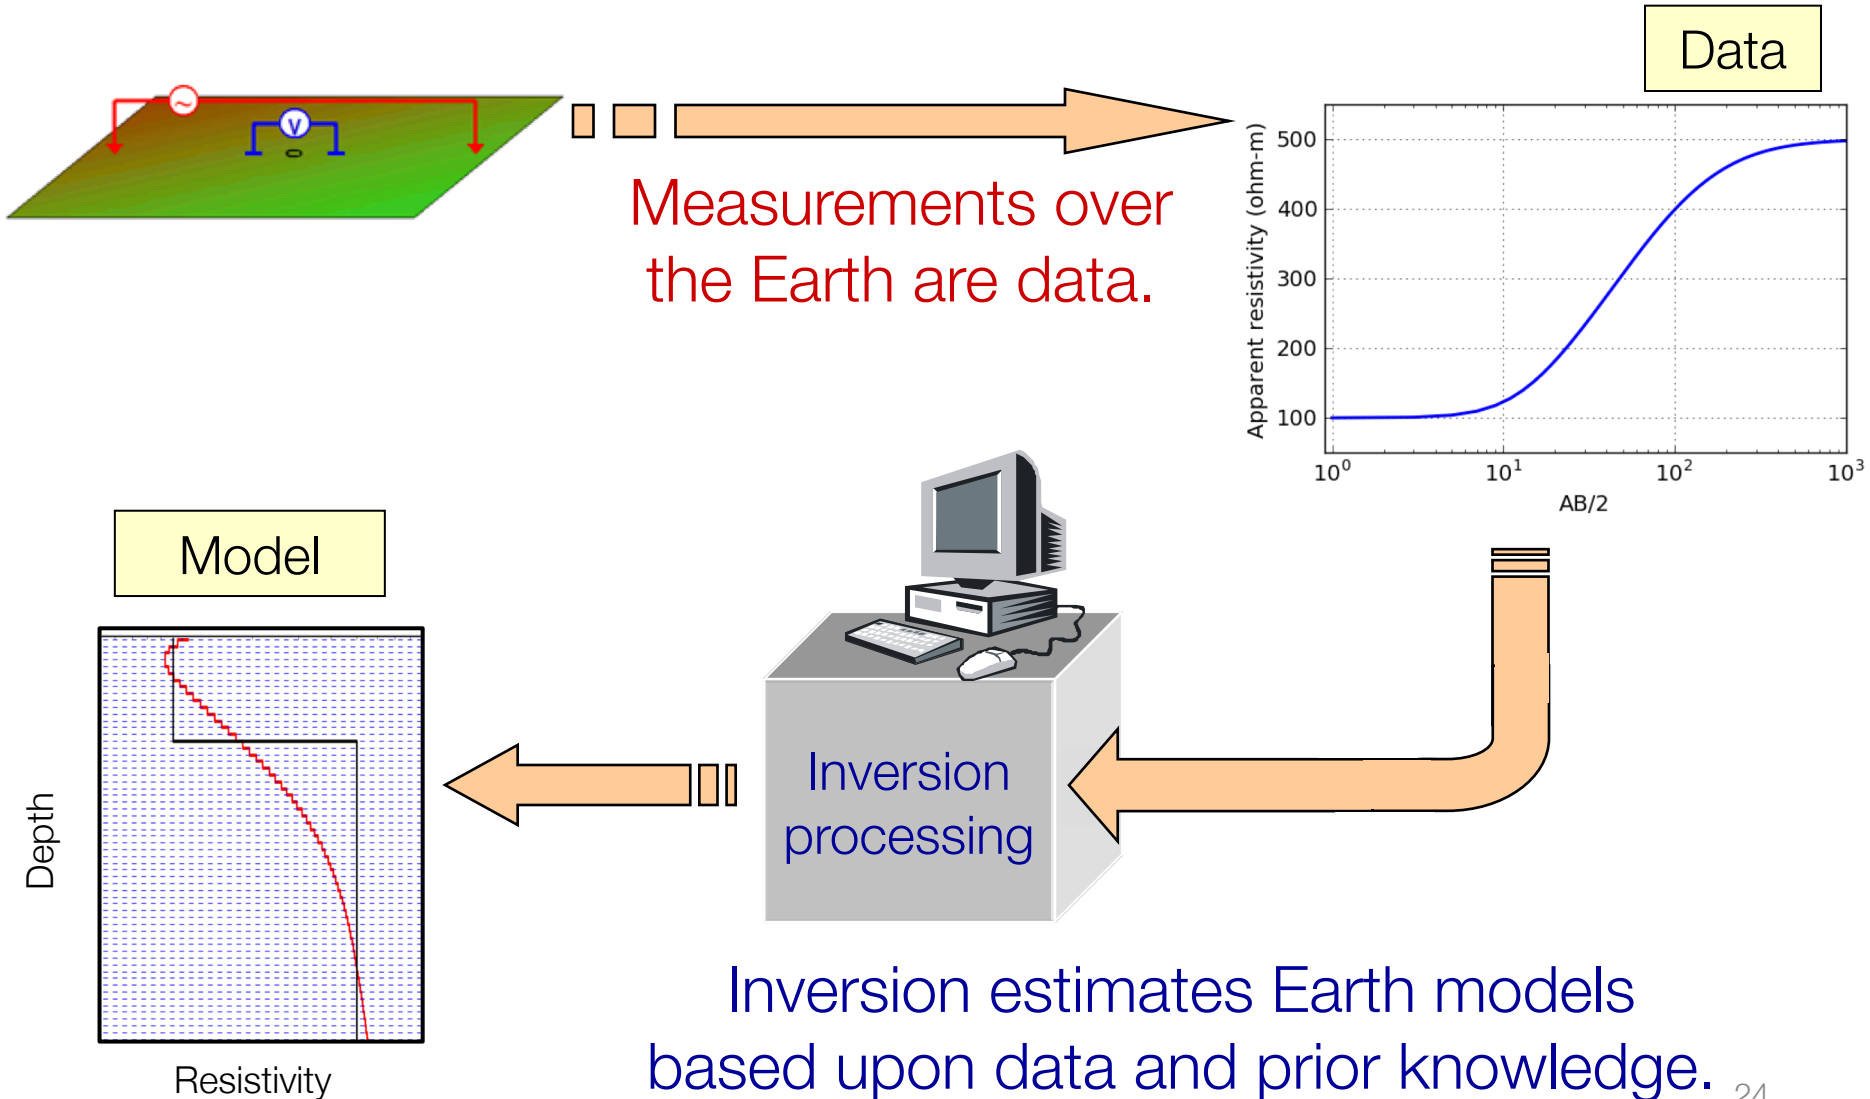 Data
~
V
Measurements over
the Earth are data.
Apparent resistivity (ohm-m)
500
400
300
200
100
10⁰ 10¹ 10² 10³
AB/2
Model
Depth
Resistivity
Inversion
processing
Inversion estimates Earth models
based upon data and prior knowledge.
24